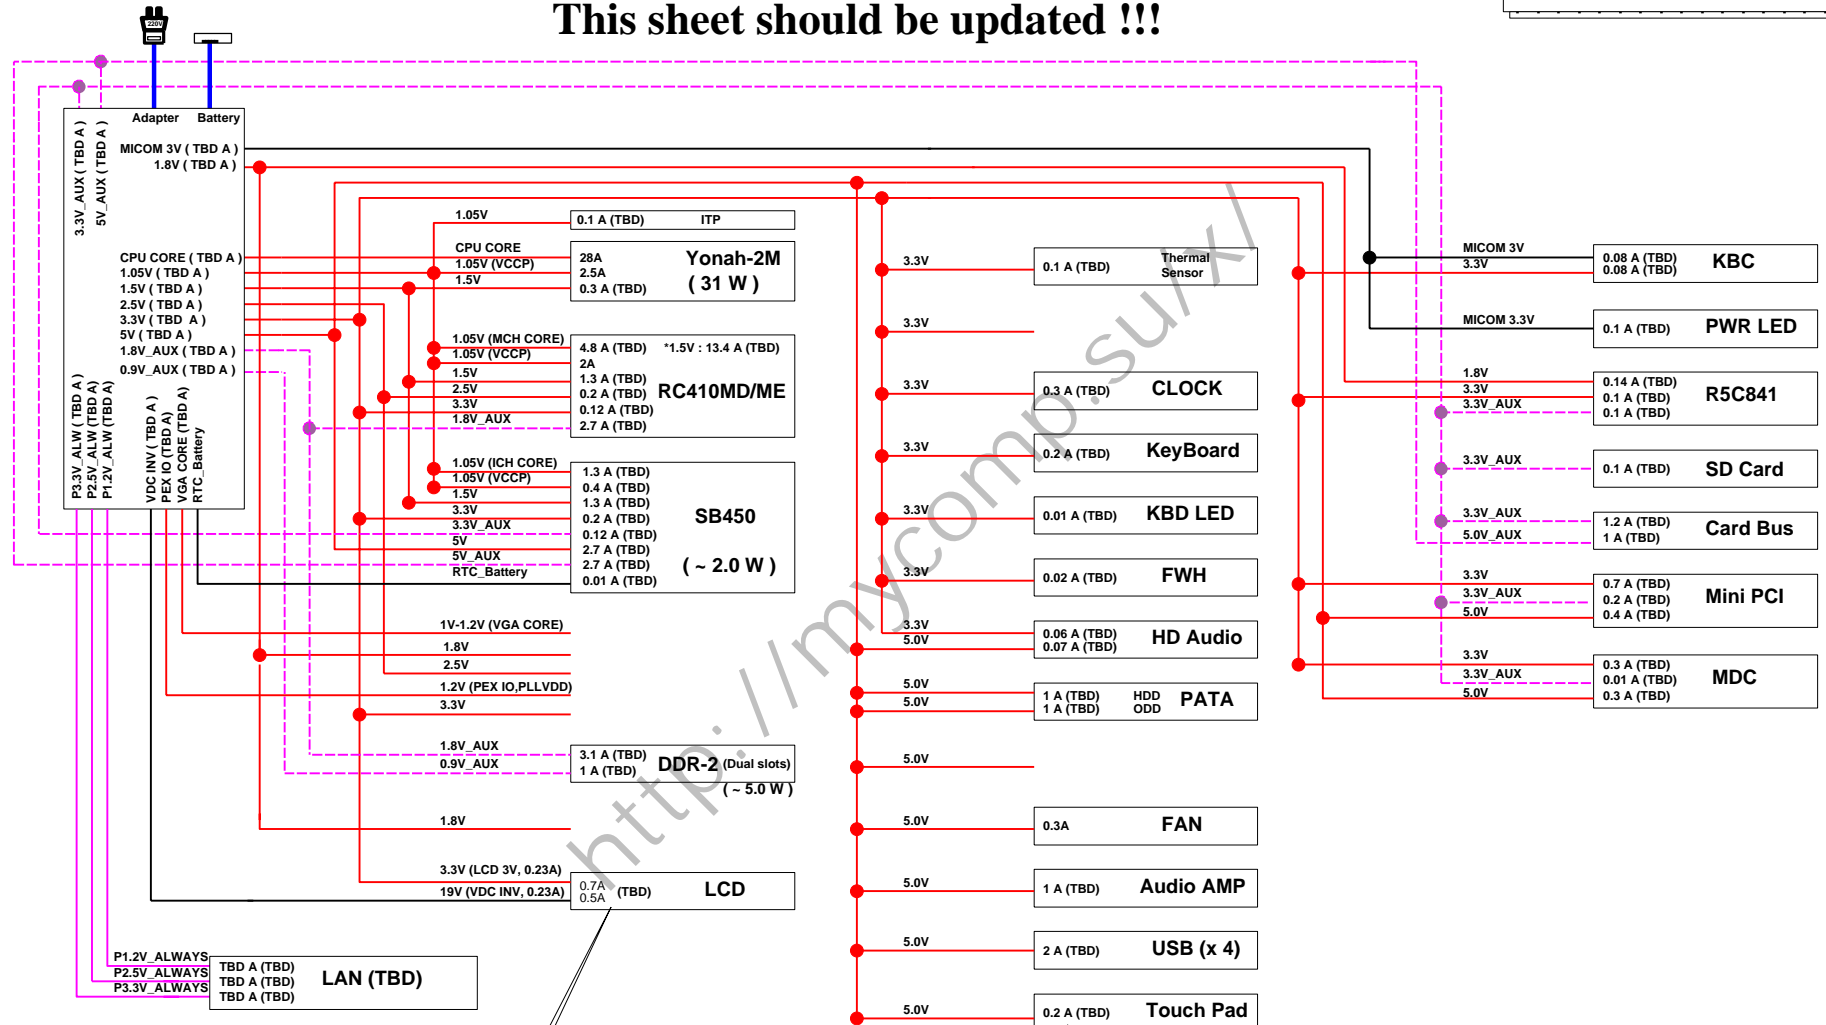 This sheet should be updated !!!
220V
Adapter
Battery
3.3V_AUX ( TBD A )
5V_AUX ( TBD A )
MICOM 3V ( TBD A )
1.8V ( TBD A )
CPU CORE ( TBD A )
1.05V ( TBD A )
1.5V ( TBD A )
2.5V ( TBD A )
3.3V ( TBD A )
5V ( TBD A )
1.8V_AUX ( TBD A )
0.9V_AUX ( TBD A )
P3.3V_ALW ( TBD A )
P2.5V_ALW (TBD A)
P1.2V_ALW (TBD A)
VDC INV ( TBD A )
PEX IO (TBD A)
VGA CORE (TBD A)
RTC_Battery
1.05V
0.1 A (TBD) ITP
CPU CORE
1.05V (VCCP)
1.5V
28A
2.5A
0.3 A (TBD)
Yonah-2M
( 31 W )
1.05V (MCH CORE)
1.05V (VCCP)
1.5V
2.5V
3.3V
1.8V_AUX
4.8 A (TBD) *1.5V : 13.4 A (TBD)
2A
1.3 A (TBD)
0.2 A (TBD)
0.12 A (TBD)
2.7 A (TBD)
RC410MD/ME
1.05V (ICH CORE)
1.05V (VCCP)
1.5V
3.3V
3.3V_AUX
5V
5V_AUX
RTC_Battery
1.3 A (TBD)
0.4 A (TBD)
1.3 A (TBD)
0.2 A (TBD)
0.12 A (TBD)
2.7 A (TBD)
2.7 A (TBD)
0.01 A (TBD)
SB450
( ~ 2.0 W )
1V-1.2V (VGA CORE)
1.8V
2.5V
1.2V (PEX IO,PLLVDD)
3.3V
1.8V_AUX
0.9V_AUX
3.1 A (TBD)
1 A (TBD)
DDR-2 (Dual slots)
( ~ 5.0 W )
1.8V
3.3V (LCD 3V, 0.23A)
19V (VDC INV, 0.23A)
0.7A
0.5A
(TBD)
LCD
P1.2V_ALWAYS
P2.5V_ALWAYS
P3.3V_ALWAYS
TBD A (TBD)
TBD A (TBD)
TBD A (TBD)
LAN (TBD)
3.3V
0.1 A (TBD)
Thermal
Sensor
3.3V
3.3V
0.3 A (TBD) CLOCK
3.3V
0.2 A (TBD) KeyBoard
3.3V
0.01 A (TBD) KBD LED
3.3V
0.02 A (TBD) FWH
3.3V
5.0V
0.06 A (TBD)
0.07 A (TBD)
HD Audio
5.0V
5.0V
1 A (TBD) HDD
1 A (TBD) ODD
PATA
5.0V
5.0V
0.3A FAN
5.0V
1 A (TBD) Audio AMP
5.0V
2 A (TBD) USB (x 4)
5.0V
0.2 A (TBD) Touch Pad
MICOM 3V
3.3V
0.08 A (TBD)
0.08 A (TBD)
KBC
MICOM 3.3V
0.1 A (TBD) PWR LED
1.8V
3.3V
3.3V_AUX
0.14 A (TBD)
0.1 A (TBD)
0.1 A (TBD)
R5C841
3.3V_AUX
0.1 A (TBD) SD Card
3.3V_AUX
5.0V_AUX
1.2 A (TBD)
1 A (TBD)
Card Bus
3.3V
3.3V_AUX
5.0V
0.7 A (TBD)
0.2 A (TBD)
0.4 A (TBD)
Mini PCI
3.3V
3.3V_AUX
5.0V
0.3 A (TBD)
0.01 A (TBD)
0.3 A (TBD)
MDC
http://mycomp.su/x/